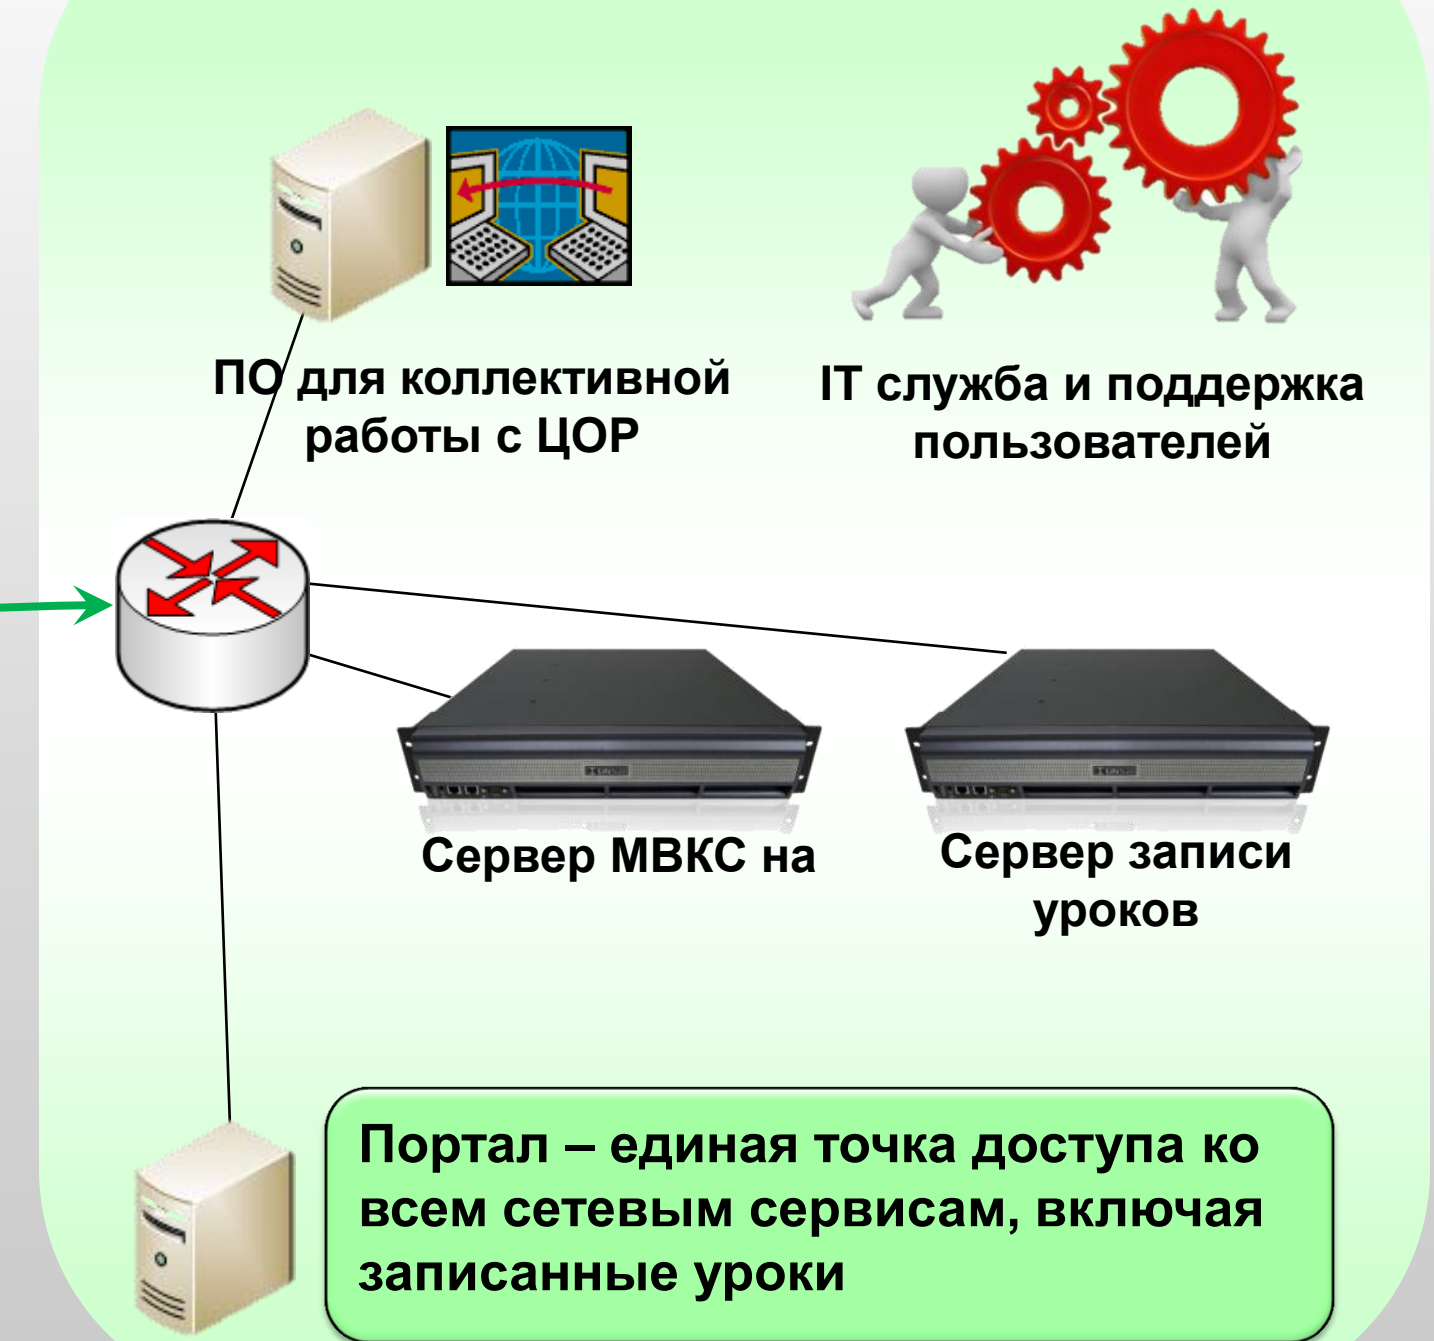 ПО для коллективной
работы с ЦОР
IT служба и поддержка
пользователей
Сервер МВКС на
Сервер записи
уроков
Портал – единая точка доступа ко
всем сетевым сервисам, включая
записанные уроки